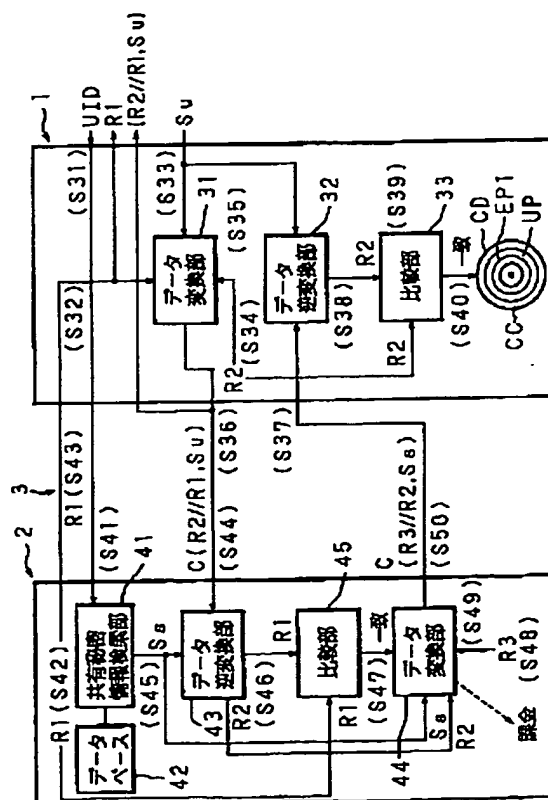 1
UID
R1
(R2//R1,Su)
Su
(S31)
(S32)
(S33)
31
データ
変換部
(S35)
32
データ
逆変換部
(S34)
R2
R2
(S38)
(S39)
33
比較部
R2
一致
(S40)
CD
EP1
UP
CC
3
R1(S43)
(S36)
C(R2//R1,Su)
(S44)
(S37)
C
(R3//R2,Ss)
(S50)
2
R1(S42)
(S41)
41
共有秘密
情報検索部
データ
ベース
42
Ss
(S45)
データ
逆変換部
43
R2
R1
(S46)
45
比較部
R1
一致
(S47)
データ
変換部
44
Ss
R2
(S49)
R3
(S48)
課金